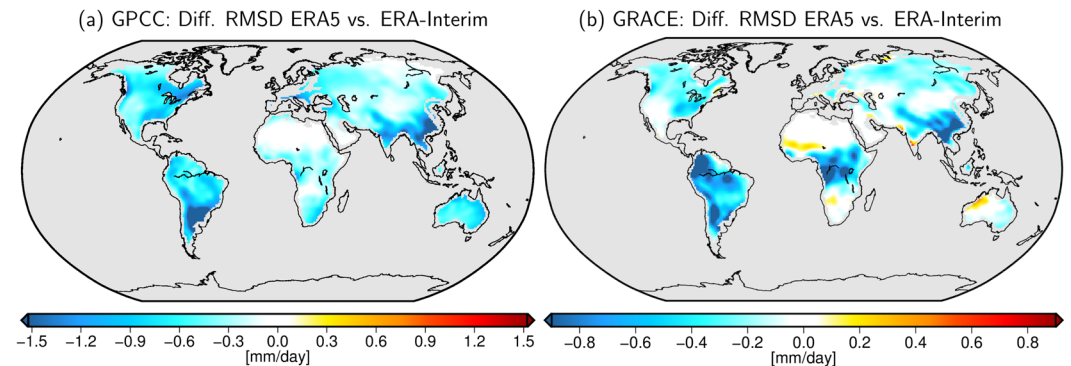 (a) GPCC: Diff. RMSD ERA5 vs. ERA-Interim
(b) GRACE: Diff. RMSD ERA5 vs. ERA-Interim
−1.5 −1.2 −0.9 −0.6 −0.3 0.0 0.3 0.6 0.9 1.2 1.5
[mm/day]
−0.8 −0.6 −0.4 −0.2 0.0 0.2 0.4 0.6 0.8
[mm/day]